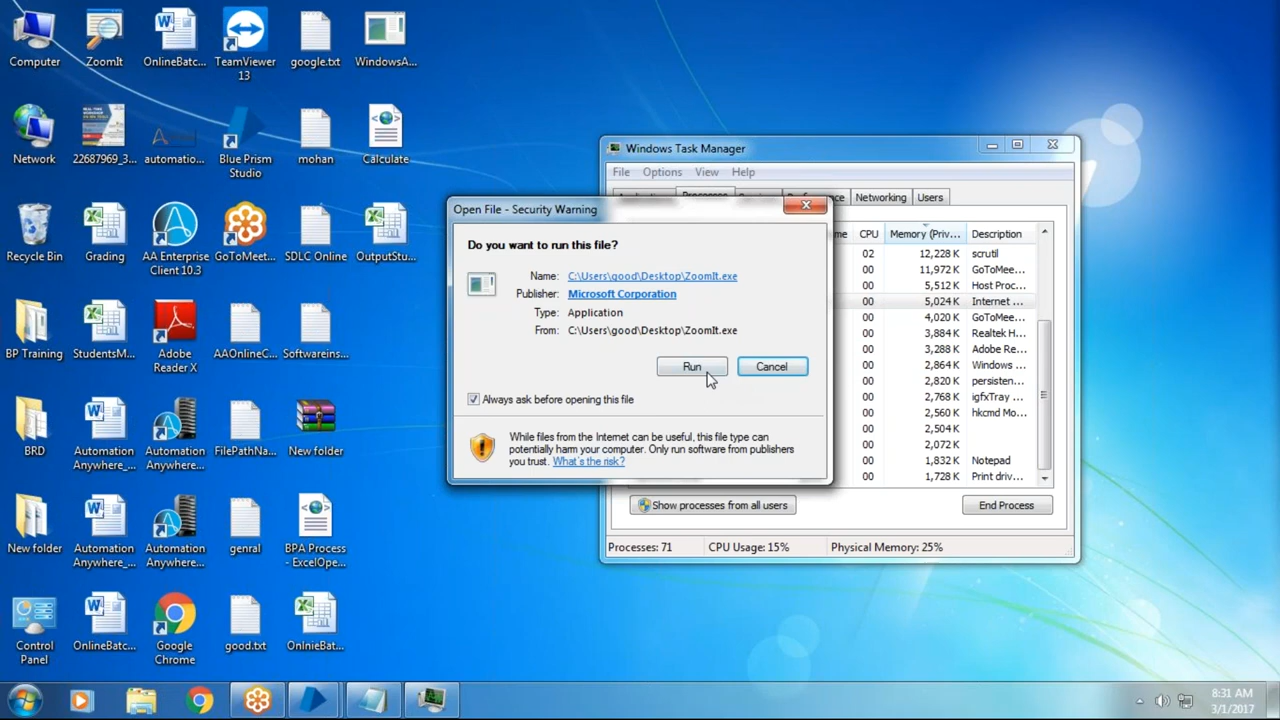 Computer
ZoomIt
OnlineBatc...
TeamViewer
13
google.txt
WindowsA...
Network
22687969_3...
automatio...
Blue Prism
Studio
mohan
Calculate
Recycle Bin
Grading
AA Enterprise
Client 10.3
GoToMeet...
SDLC Online
OutputStu...
BP Training
StudentsM...
Adobe
Reader X
AAOnlineC...
Softwareins...
BRD
Automation
Anywhere_...
Automation
Anywhere...
FilePathNa...
New folder
New folder
Automation
Anywhere_...
Automation
Anywhere...
genral
BPA Process
- ExcelOpe...
Control
Panel
OnlineBatc...
Google
Chrome
good.txt
OnlnieBat...
Windows Task Manager
File Options View Help
Networking Users
CPU Memory (Priv... Description
02 12,228 K scrutil
00 11,972 K GoToMee...
00 5,512 K Host Proc...
00 5,024 K Internet ...
00 4,020 K GoToMee...
00 3,884 K Realtek H...
00 3,288 K Adobe Re...
00 2,864 K Windows ...
00 2,820 K persisten...
00 2,768 K igfxTray ...
00 2,560 K hkcmd Mo...
00 2,504 K
00 2,072 K
00 1,832 K Notepad
00 1,728 K Print driv...
Show processes from all users
End Process
Processes: 71 CPU Usage: 15% Physical Memory: 25%
Open File - Security Warning
Do you want to run this file?
Name: C:\Users\good\Desktop\ZoomIt.exe
Publisher: Microsoft Corporation
Type: Application
From: C:\Users\good\Desktop\ZoomIt.exe
Run Cancel
Always ask before opening this file
While files from the Internet can be useful, this file type can
potentially harm your computer. Only run software from publishers
you trust. What's the risk?
8:31 AM
3/1/2017